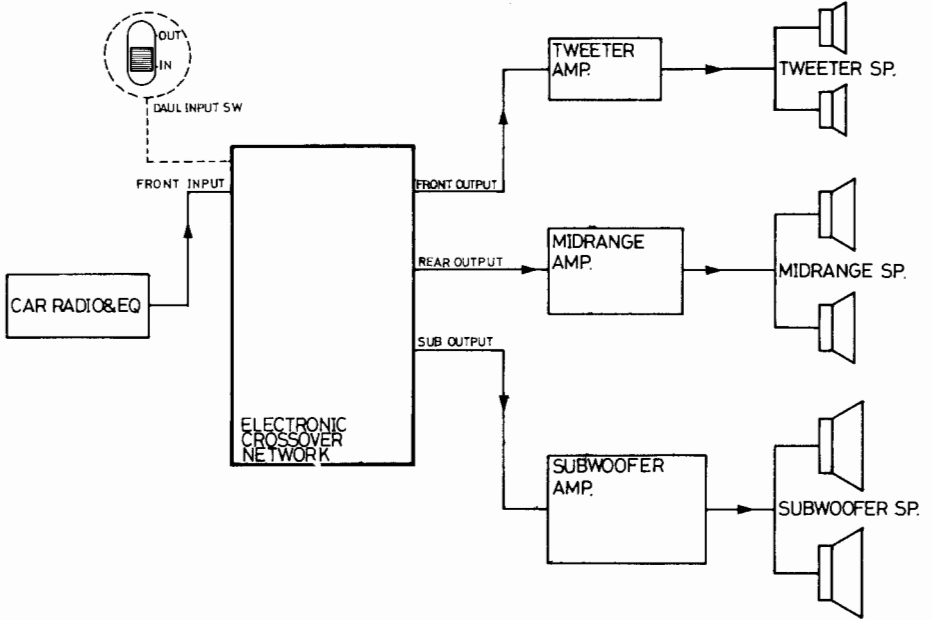 OUT
IN
DAUL INPUT SW
FRONT INPUT
CAR RADIO&EQ
ELECTRONIC
CROSSOVER
NETWORK
FRONT OUTPUT
REAR OUTPUT
SUB OUTPUT
TWEETER
AMP.
TWEETER SP.
MIDRANGE
AMP.
MIDRANGE SP.
SUBWOOFER
AMP.
SUBWOOFER SP.